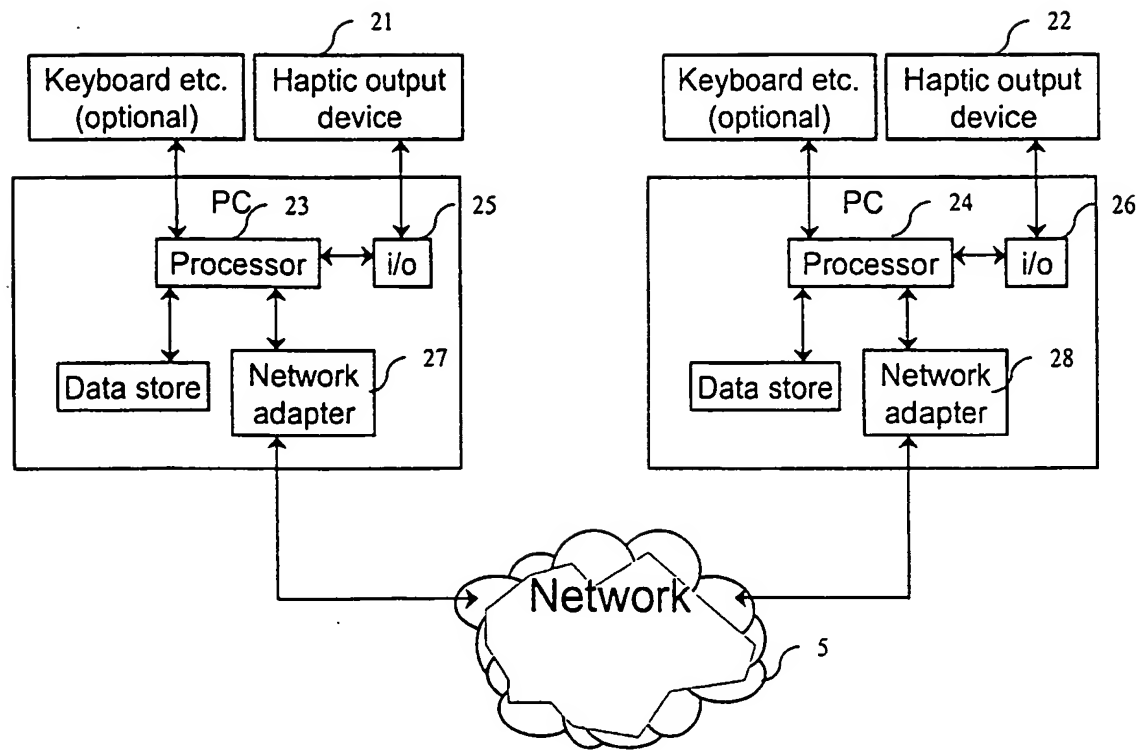 21
22
Keyboard etc.
(optional)
Haptic output
device
Keyboard etc.
(optional)
Haptic output
device
PC
23
25
Processor
i/o
PC
24
26
Processor
i/o
Data store
Network
adapter
27
Data store
Network
adapter
28
Network
5